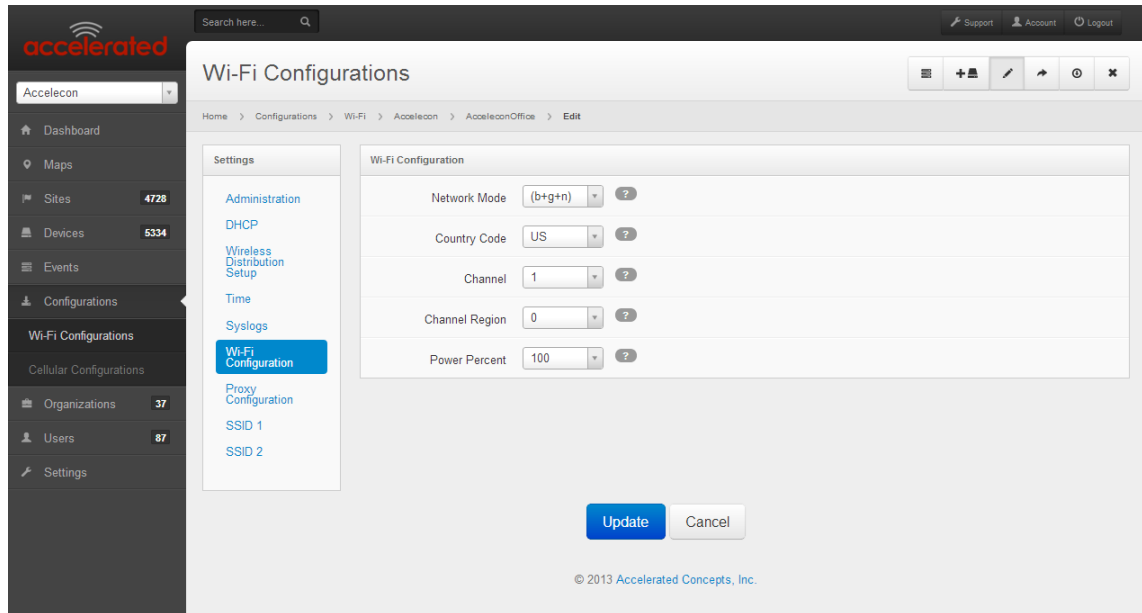 accelerated
Search here...
Support Account Logout
Accelecon
Wi-Fi Configurations
Home > Configurations > Wi-Fi > Accelecon > AcceleconOffice > Edit
Dashboard
Maps
Sites 4728
Devices 5334
Events
Configurations
Wi-Fi Configurations
Cellular Configurations
Organizations 37
Users 87
Settings
Settings
Administration
DHCP
Wireless
Distribution
Setup
Time
Syslogs
Wi-Fi
Configuration
Proxy
Configuration
SSID 1
SSID 2
Wi-Fi Configuration
Network Mode (b+g+n) ?
Country Code US ?
Channel 1 ?
Channel Region 0 ?
Power Percent 100 ?
Update Cancel
© 2013 Accelerated Concepts, Inc.